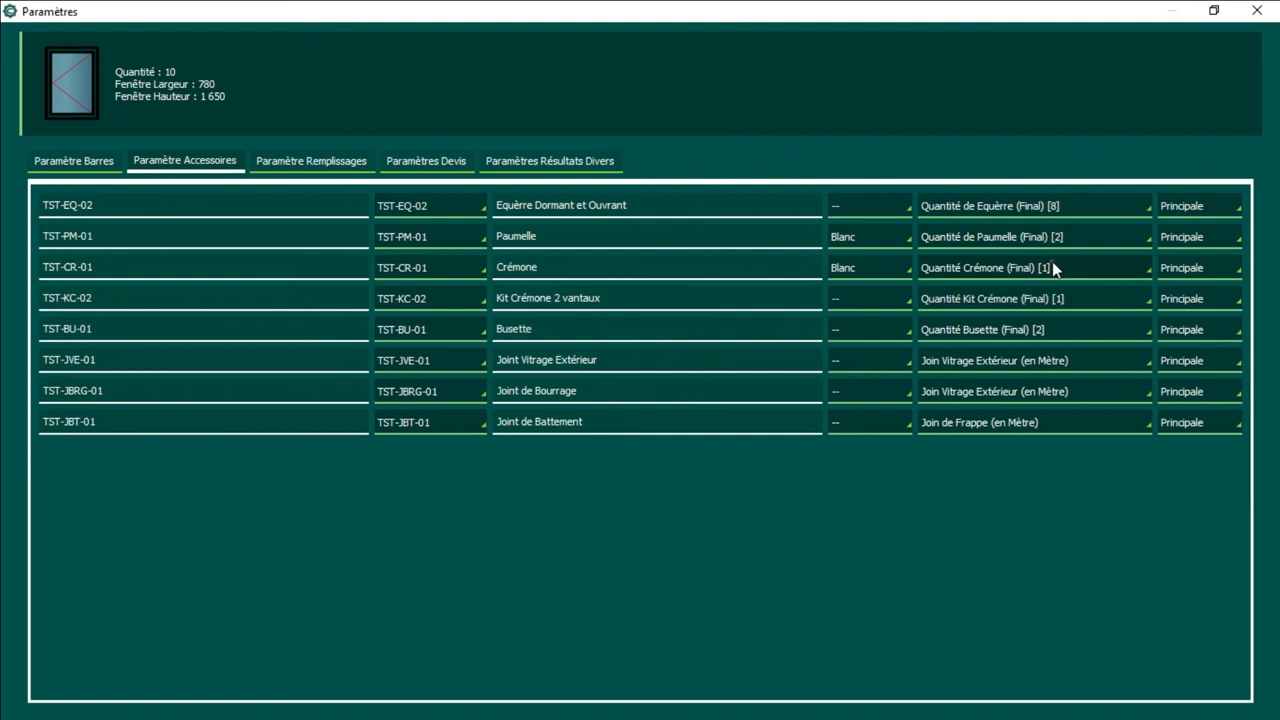 Paramètres
Quantité : 10
Fenêtre Largeur : 780
Fenêtre Hauteur : 1 650
Paramètre Barres Paramètre Accessoires Paramètre Remplissages Paramètres Devis Paramètres Résultats Divers
TST-EQ-02 TST-EQ-02 Equèrre Dormant et Ouvrant -- Quantité de Equèrre (Final) [8] Principale
TST-PM-01 TST-PM-01 Paumelle Blanc Quantité de Paumelle (Final) [2] Principale
TST-CR-01 TST-CR-01 Crémone Blanc Quantité Crémone (Final) [1] Principale
TST-KC-02 TST-KC-02 Kit Crémone 2 vantaux -- Quantité Kit Crémone (Final) [1] Principale
TST-BU-01 TST-BU-01 Busette -- Quantité Busette (Final) [2] Principale
TST-JVE-01 TST-JVE-01 Joint Vitrage Extérieur -- Join Vitrage Extérieur (en Mètre) Principale
TST-JBRG-01 TST-JBRG-01 Joint de Bourrage -- Join Vitrage Extérieur (en Mètre) Principale
TST-JBT-01 TST-JBT-01 Joint de Battement -- Join de Frappe (en Mètre) Principale